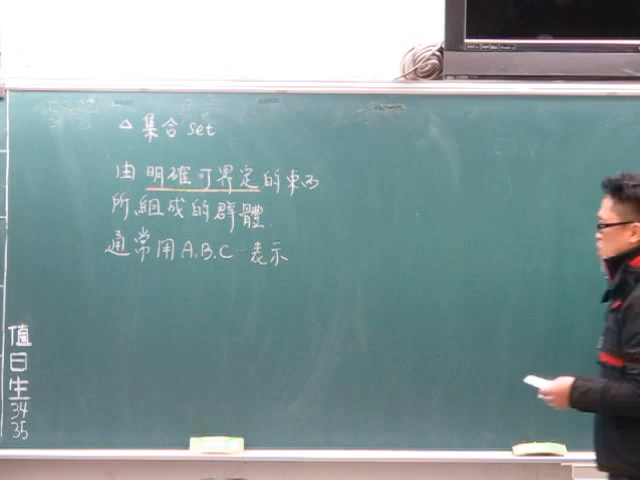 △ 集合 set
由明確可界定的東西
所組成的群體.
通常用A.B.C…表示
值
日
生
34
35